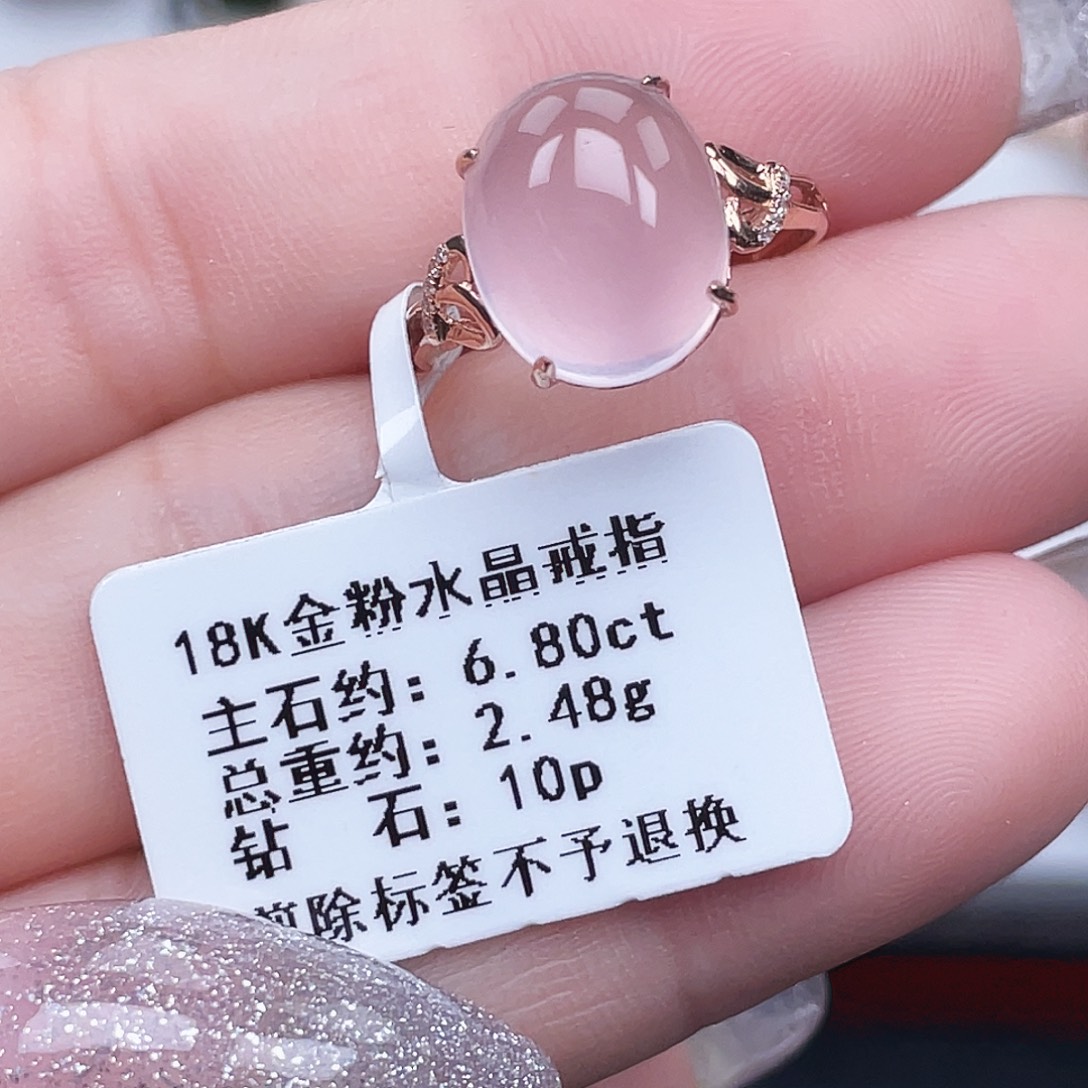 18K金粉水晶戒指
主石约: 6.80ct
总重约: 2.48g
钻 石: 10p
剪除标签不予退换